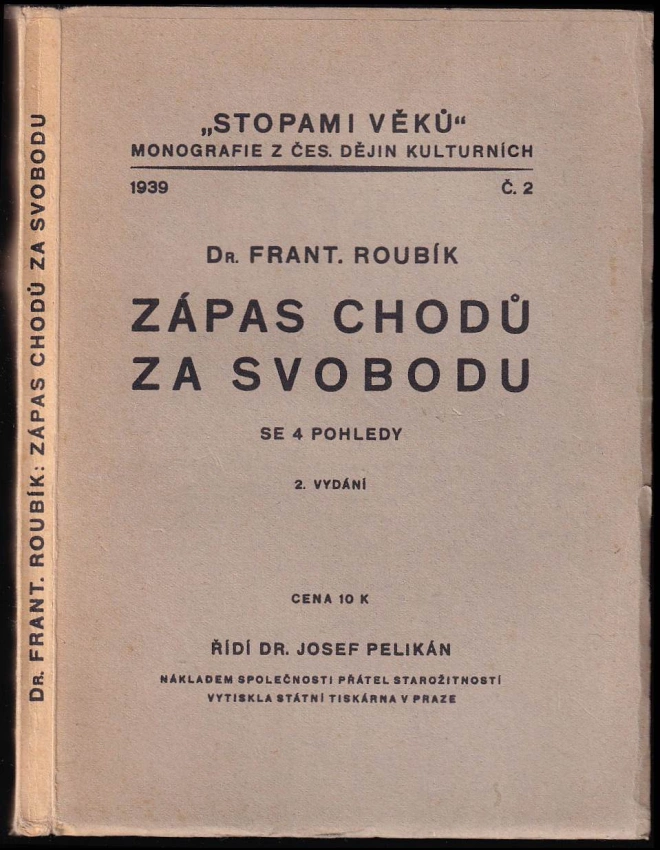 „STOPAMI VĚKŮ“
MONOGRAFIE Z ČES. DĚJIN KULTURNÍCH
1939 Č. 2
DR. FRANT. ROUBÍK
ZÁPAS CHODŮ
ZA SVOBODU
SE 4 POHLEDY
2. VYDÁNÍ
CENA 10 K
ŘÍDÍ DR. JOSEF PELIKÁN
NÁKLADEM SPOLEČNOSTI PŘÁTEL STAROŽITNOSTÍ
VYTISKLA STÁTNÍ TISKÁRNA V PRAZE
DR. FRANT. ROUBÍK: ZÁPAS CHODŮ ZA SVOBODU